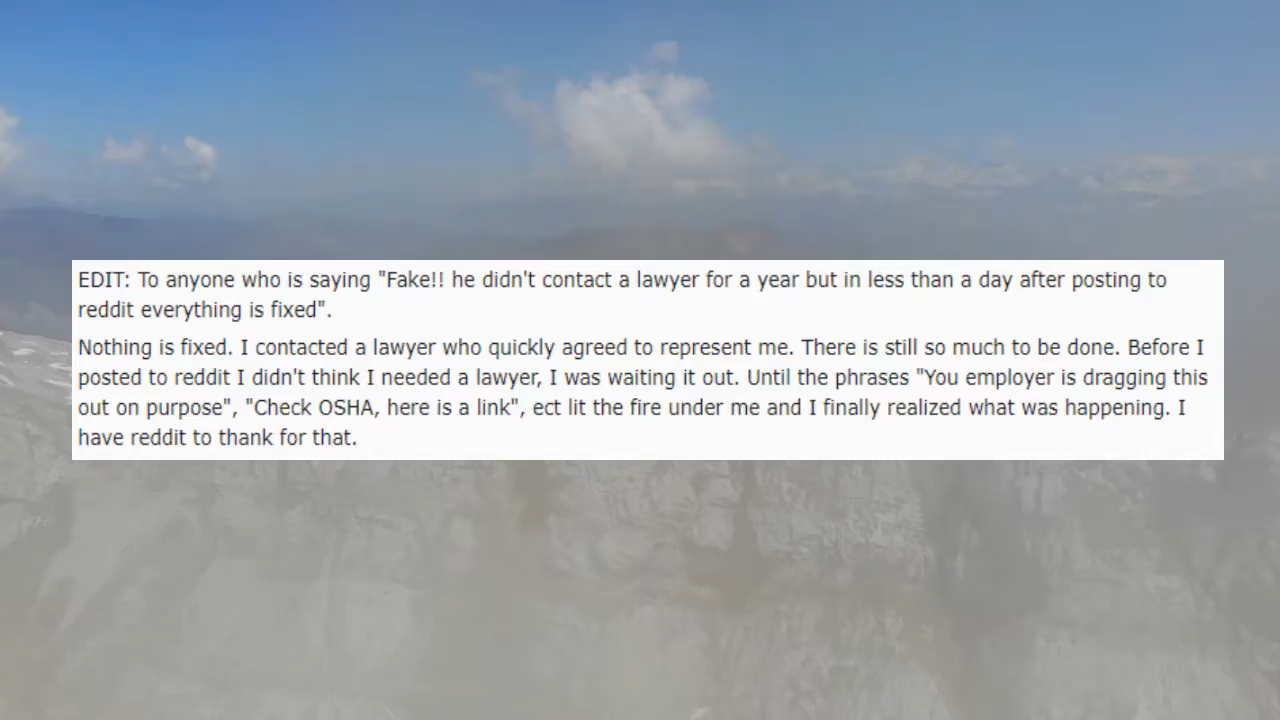 EDIT: To anyone who is saying "Fake!! he didn't contact a lawyer for a year but in less than a day after posting to
reddit everything is fixed".
Nothing is fixed. I contacted a lawyer who quickly agreed to represent me. There is still so much to be done. Before I
posted to reddit I didn't think I needed a lawyer, I was waiting it out. Until the phrases "You employer is dragging this
out on purpose", "Check OSHA, here is a link", ect lit the fire under me and I finally realized what was happening. I
have reddit to thank for that.